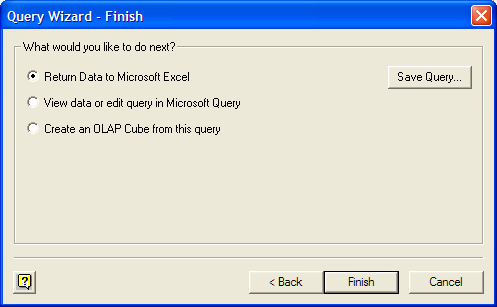 Query Wizard - Finish
What would you like to do next?
Return Data to Microsoft Excel
Save Query...
View data or edit query in Microsoft Query
Create an OLAP Cube from this query
?
< Back
Finish
Cancel